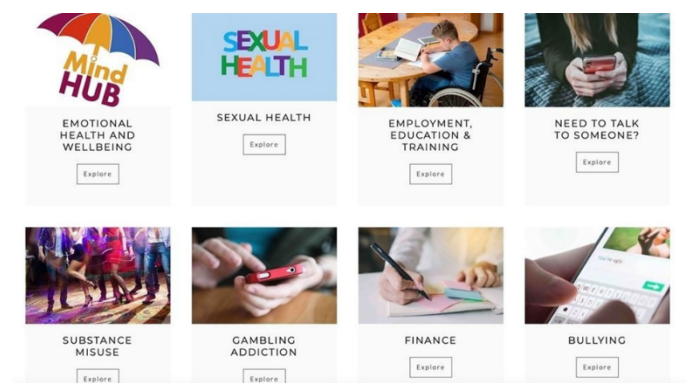 Mind
HUB
SEXUAL
HEALTH
EMOTIONAL
HEALTH AND
WELLBEING
Explore
SEXUAL HEALTH
Explore
EMPLOYMENT,
EDUCATION &
TRAINING
Explore
NEED TO TALK
TO SOMEONE?
Explore
SUBSTANCE
MISUSE
Explore
GAMBLING
ADDICTION
Explore
FINANCE
Explore
BULLYING
Explore